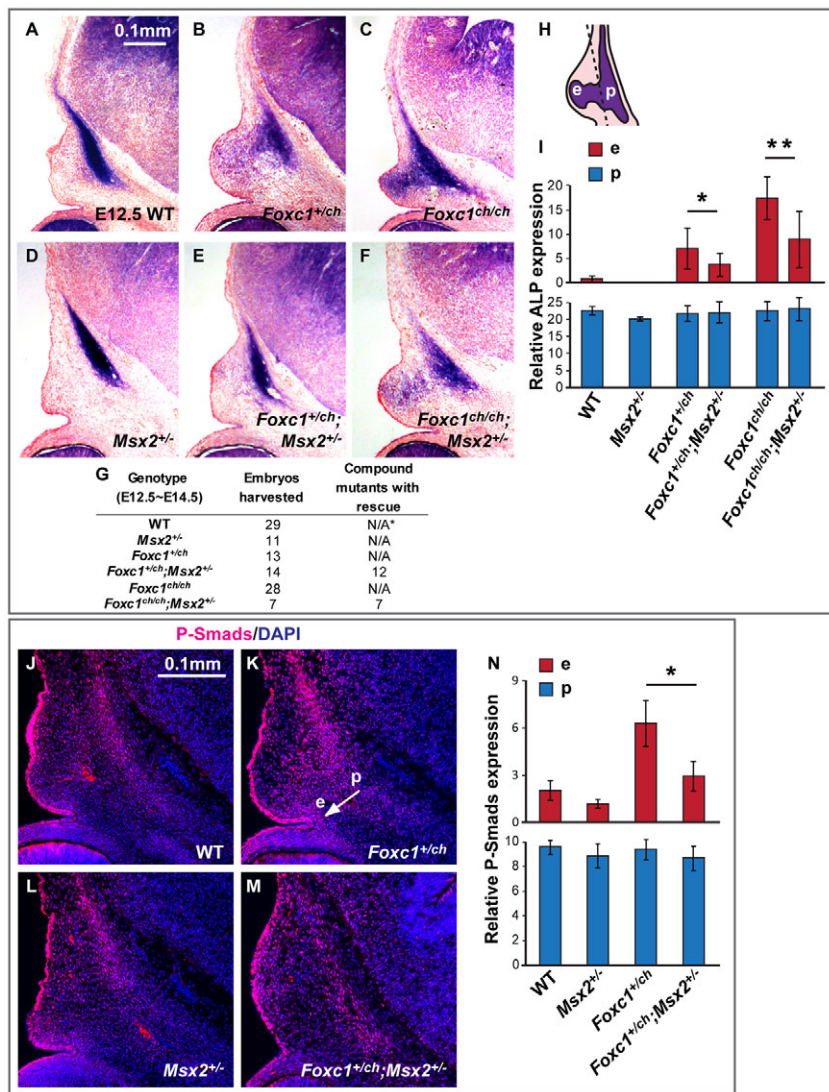 A
0.1mm
E12.5 WT
B
Foxc1+/ch
C
Foxc1ch/ch
D
Msx2+/-
E
Foxc1+/ch;
Msx2+/-
F
Foxc1ch/ch;
Msx2+/-
G
Genotype
(E12.5~E14.5)
Embryos
harvested
Compound
mutants with
rescue
WT 29 N/A*
Msx2+/- 11 N/A
Foxc1+/ch 13 N/A
Foxc1+/ch;Msx2+/- 14 12
Foxc1ch/ch 28 N/A
Foxc1ch/ch;Msx2+/- 7 7
H
e p
I
e
p
* **
Relative ALP expression
20
15
10
5
0
25
20
15
10
5
0
WT
Msx2+/-
Foxc1+/ch
Foxc1+/ch;Msx2+/-
Foxc1ch/ch
Foxc1ch/ch;Msx2+/-
P-Smads/DAPI
J
0.1mm
WT
K
p
e
Foxc1+/ch
L
Msx2+/-
M
Foxc1+/ch;Msx2+/-
N
e
p
*
Relative P-Smads expression
9
6
3
0
10
8
6
4
2
0
WT
Msx2+/-
Foxc1+/ch
Foxc1+/ch;Msx2+/-